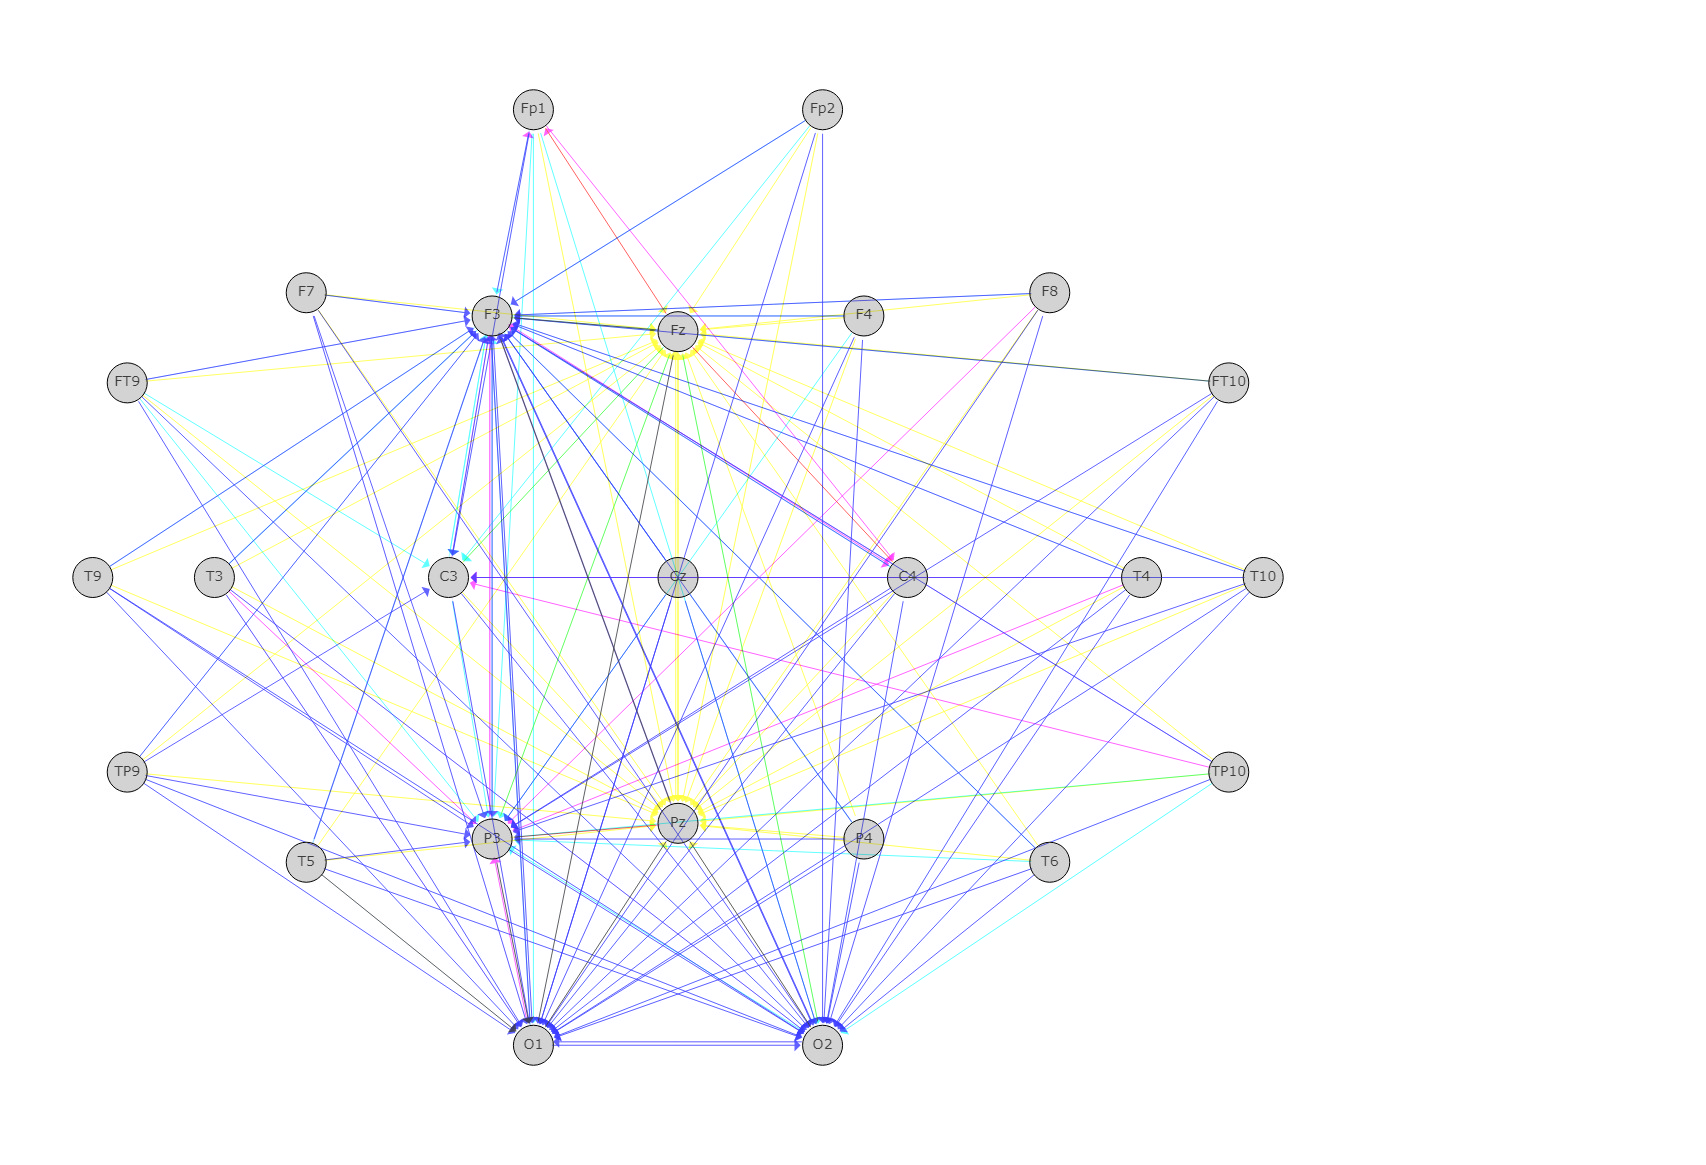 Fp1 Fp2
F7 F3 Fz F4 F8
FT9 FT10
T9 T3 C3 Cz C4 T4 T10
TP9 TP10
T5 P3 Pz P4 T6
O1 O2